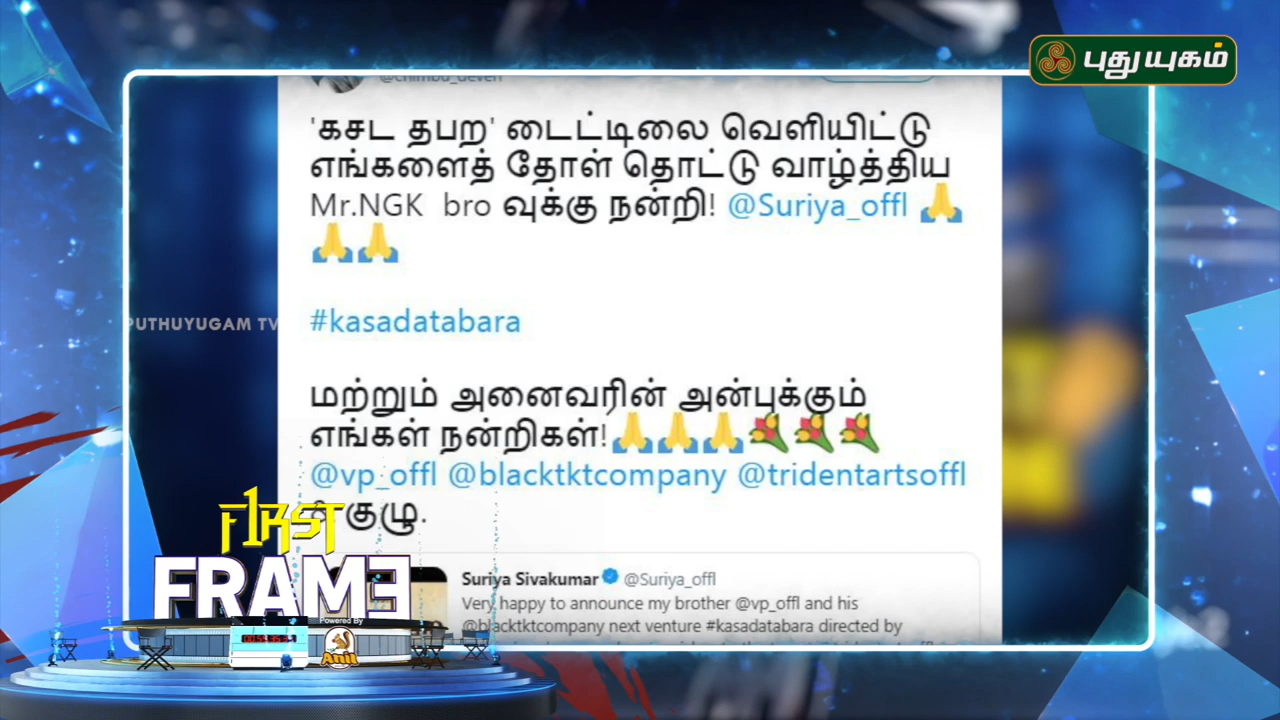 புதுயுகம்
@chimbu_deven
'கசட தபற' டைட்டிலை வெளியிட்டு
எங்களைத் தோள் தொட்டு வாழ்த்திய
Mr.NGK bro வுக்கு நன்றி! @Suriya_offl 🙏
🙏🙏
PUTHUYUGAM TV
#kasadatabara
மற்றும் அனைவரின் அன்புக்கும்
எங்கள் நன்றிகள்!🙏🙏🙏💐💐💐
@vp_offl @blacktktcompany @tridentartsoffl
குழு.
Suriya Sivakumar @Suriya_offl
Very happy to announce my brother @vp_offl and his
@blacktktcompany next venture #kasadatabara directed by
F1RST
FRAME
Powered By
Anil